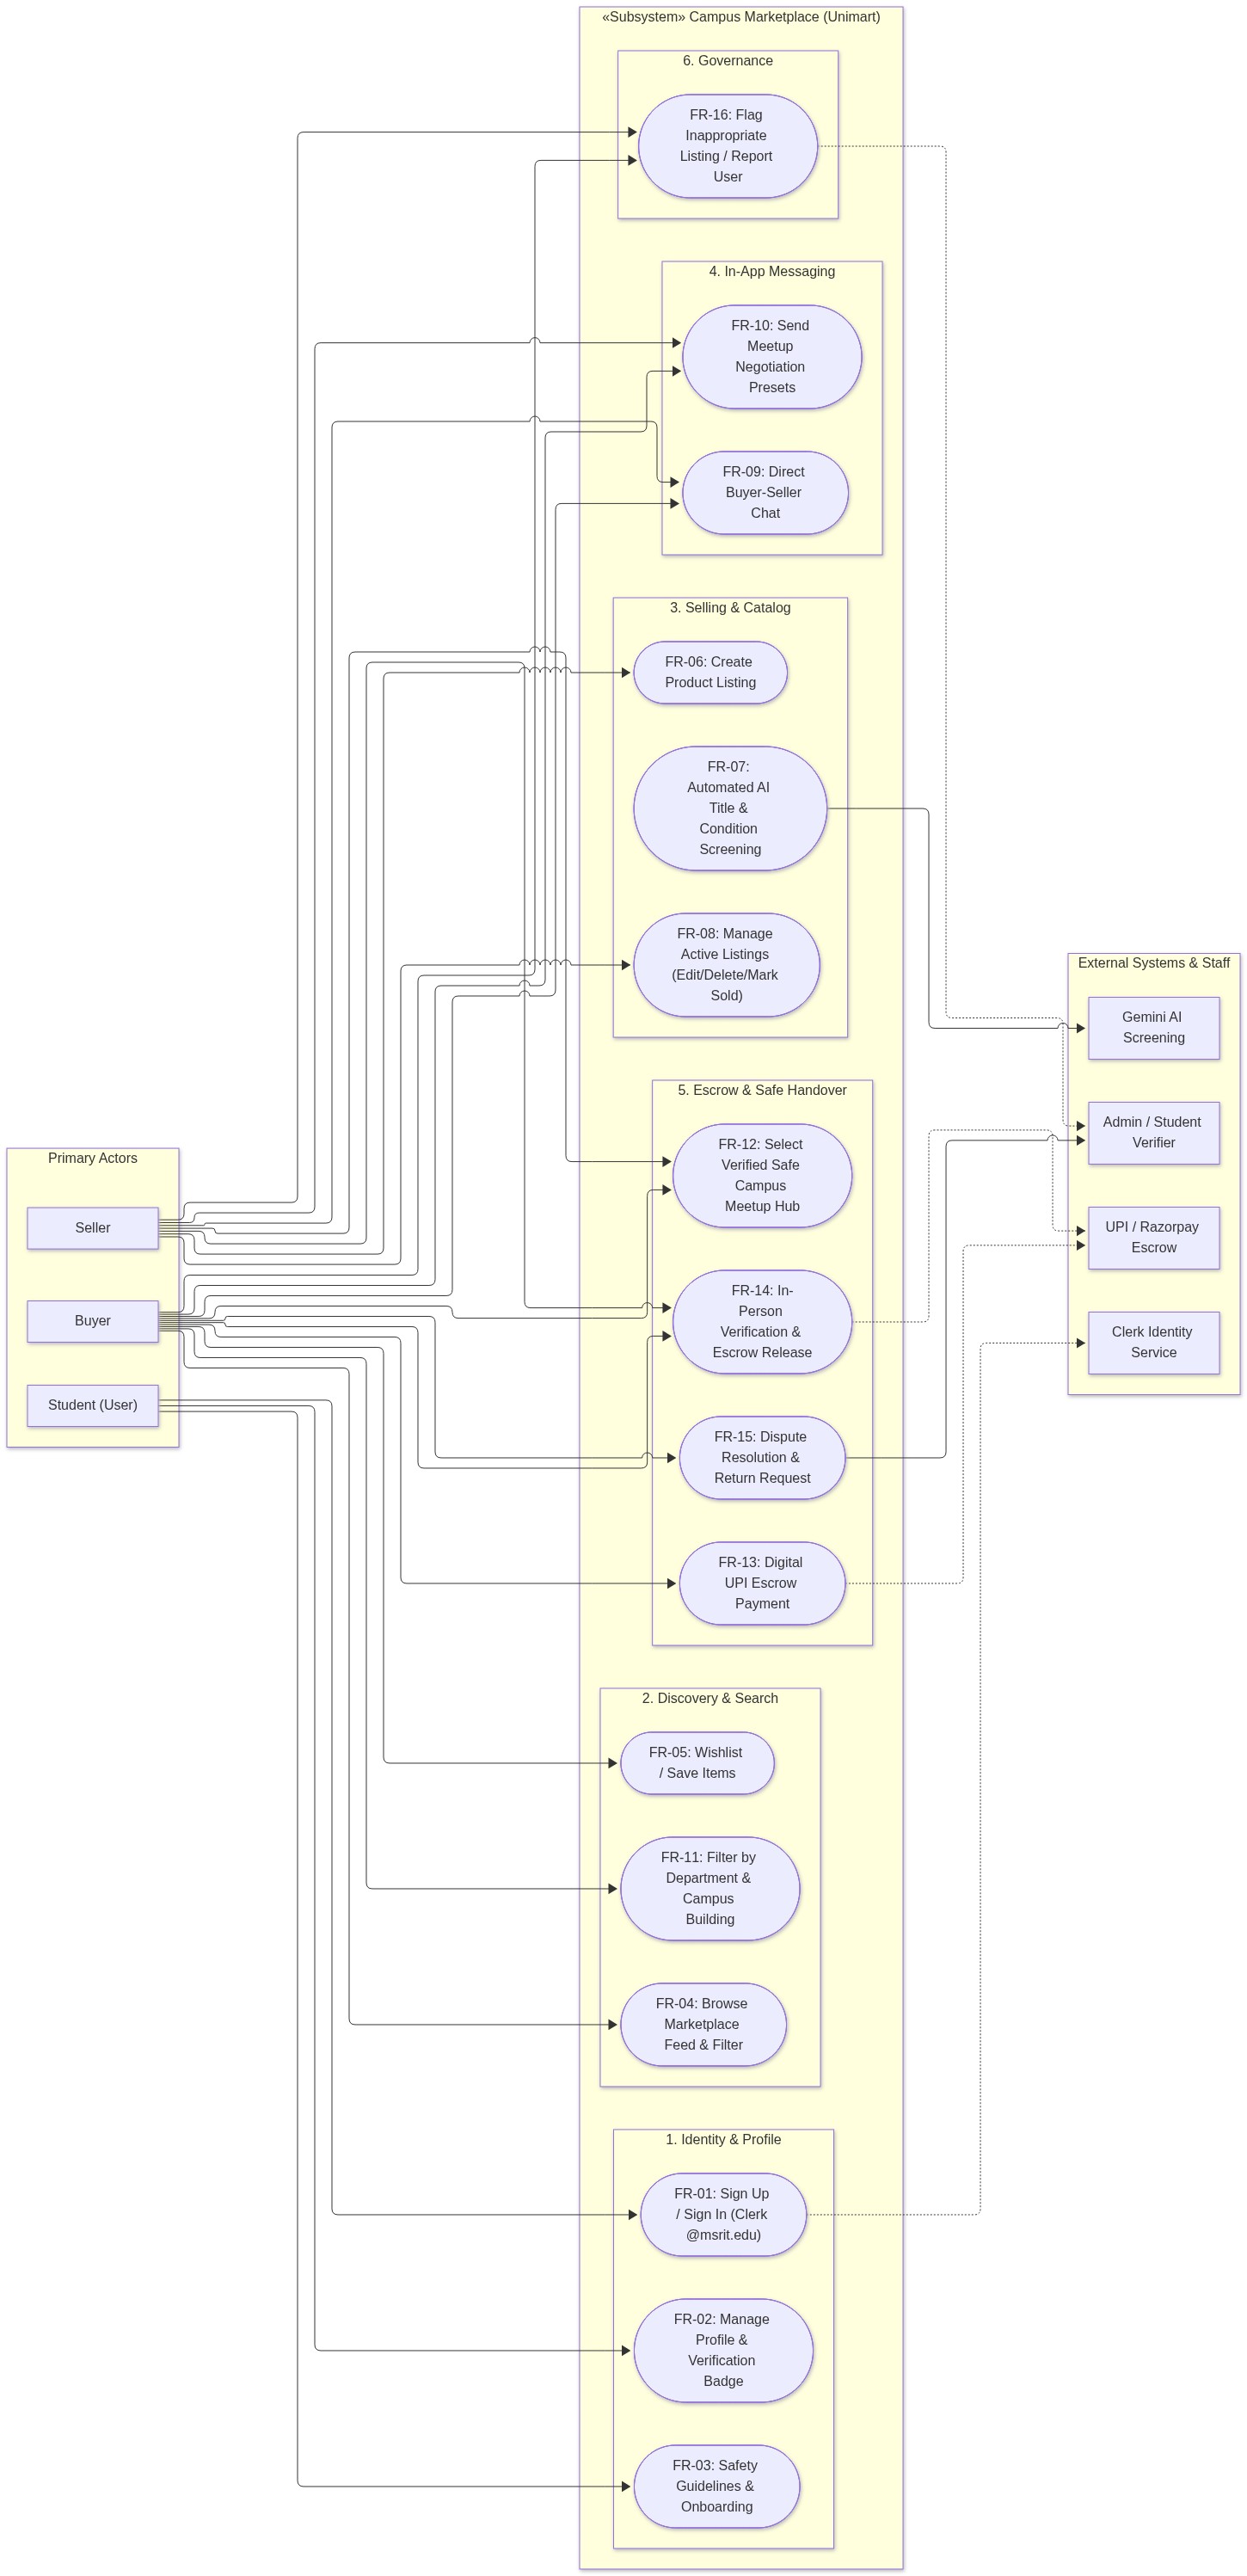 «Subsystem» Campus Marketplace (Unimart)
6. Governance
FR-16: Flag
Inappropriate
Listing / Report
User
4. In-App Messaging
FR-10: Send
Meetup
Negotiation
Presets
FR-09: Direct
Buyer-Seller
Chat
3. Selling & Catalog
FR-06: Create
Product Listing
FR-07:
Automated AI
Title &
Condition
Screening
FR-08: Manage
Active Listings
(Edit/Delete/Mark
Sold)
5. Escrow & Safe Handover
FR-12: Select
Verified Safe
Campus
Meetup Hub
FR-14: In-
Person
Verification &
Escrow Release
FR-15: Dispute
Resolution &
Return Request
FR-13: Digital
UPI Escrow
Payment
2. Discovery & Search
FR-05: Wishlist
/ Save Items
FR-11: Filter by
Department &
Campus
Building
FR-04: Browse
Marketplace
Feed & Filter
1. Identity & Profile
FR-01: Sign Up
/ Sign In (Clerk
@msrit.edu)
FR-02: Manage
Profile &
Verification
Badge
FR-03: Safety
Guidelines &
Onboarding
Primary Actors
Seller
Buyer
Student (User)
External Systems & Staff
Gemini AI
Screening
Admin / Student
Verifier
UPI / Razorpay
Escrow
Clerk Identity
Service